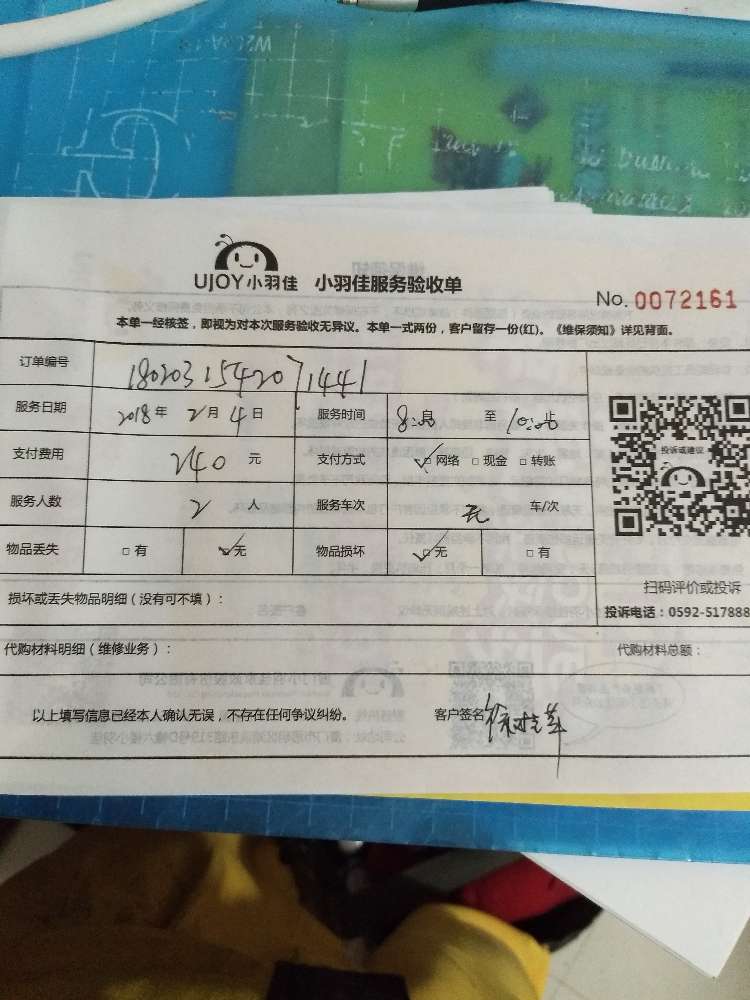 UJOY小羽佳 小羽佳服务验收单
No. 0072161
本单一经核签，即视为对本次服务验收无异议。本单一式两份，客户留存一份(红)。《维保须知》详见背面。
订单编号 1802031542071441
服务日期 2018年 2月 4日 服务时间 8:00 至 10:00
支付费用 240 元 支付方式 ☑网络 □现金 □转账
服务人数 2 人 服务车次 无 车/次
物品丢失 □有 ☑无 物品损坏 ☑无 □有
投诉或建议
扫码评价或投诉
损坏或丢失物品明细（没有可不填）：
投诉电话：0592-517888
代购材料明细（维修业务）： 代购材料总额：
以上填写信息已经本人确认无误，不存在任何争议纠纷。 客户签名